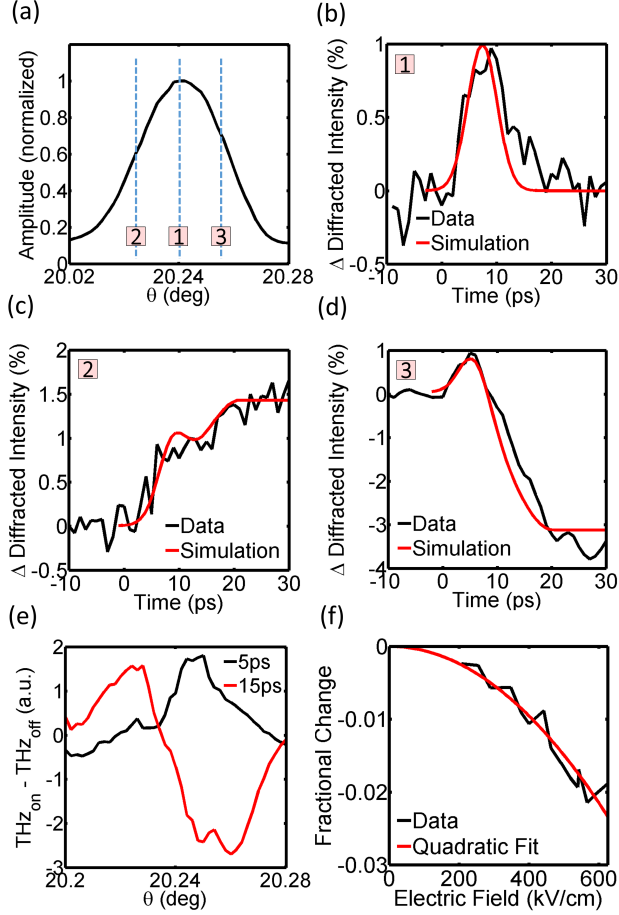 (a)
Amplitude (normalized)
1
0.8
0.6
0.4
0.2
0
2
1
3
20.02
20.24
20.28
θ (deg)
(b)
Δ Diffracted Intensity (%)
1
0.5
0
-0.5
1
Data
Simulation
-10
0
10
20
30
Time (ps)
(c)
Δ Diffracted Intensity (%)
2
1.5
1
0.5
0
-0.5
2
Data
Simulation
-10
0
10
20
30
Time (ps)
(d)
Δ Diffracted Intensity (%)
1
0
-1
-2
-3
-4
3
Data
Simulation
-10
0
10
20
30
Time (ps)
(e)
THz_on - THz_off (a.u.)
2
1
0
-1
-2
-3
5ps
15ps
20.2
20.24
20.28
θ (deg)
(f)
Fractional Change
0
-0.01
-0.02
-0.03
Data
Quadratic Fit
0
200
400
600
Electric Field (kV/cm)